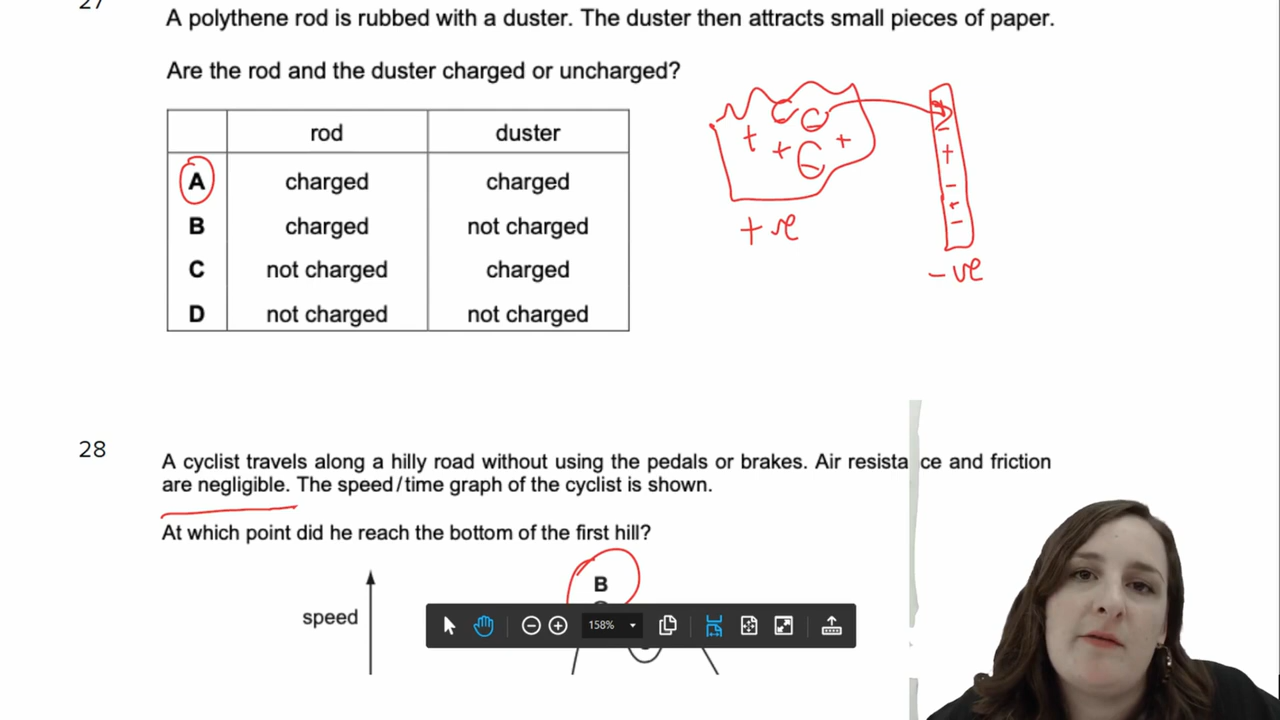 27
A polythene rod is rubbed with a duster. The duster then attracts small pieces of paper.
Are the rod and the duster charged or uncharged?
rod duster
A charged charged
B charged not charged
C not charged charged
D not charged not charged
+ve
-ve
28
A cyclist travels along a hilly road without using the pedals or brakes. Air resista ce and friction
are negligible. The speed/time graph of the cyclist is shown.
At which point did he reach the bottom of the first hill?
B
speed
158%